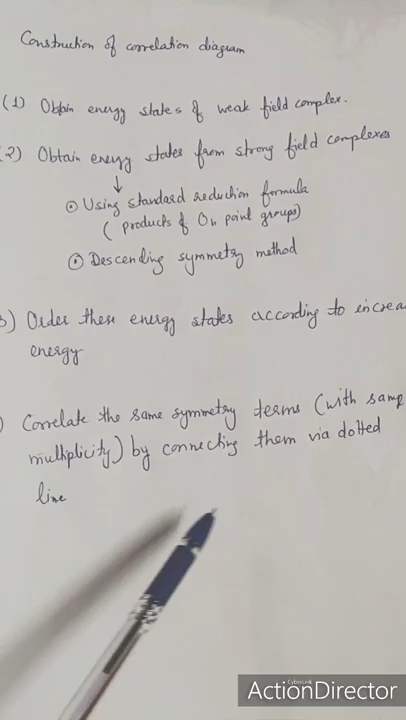 Construction of correlation diagram
(1) Obtain energy states of weak field complex.
2) Obtain energy states from strong field complexes
↓
⊙ Using standard reduction formula
( products of Oh point groups)
⊙ Descending symmetry method
3) Order these energy states according to increa
energy
) Correlate the same symmetry terms (with same
multiplicity) by connecting them via dotted
line
CyberLink
ActionDirector